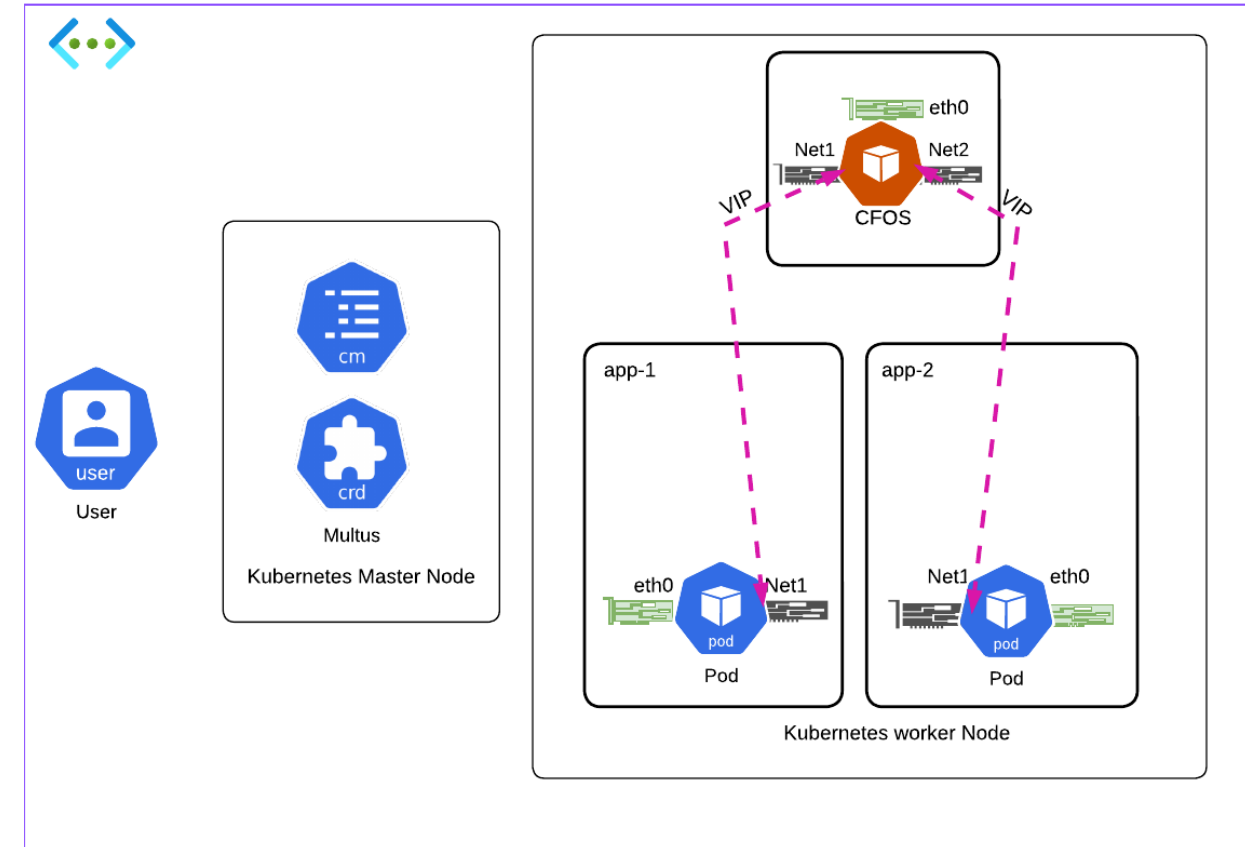 eth0
Net1
Net2
CFOS
VIP
VIP
cm
crd
Multus
Kubernetes Master Node
user
User
app-1
app-2
eth0
Net1
pod
Pod
Net1
eth0
pod
Pod
Kubernetes worker Node